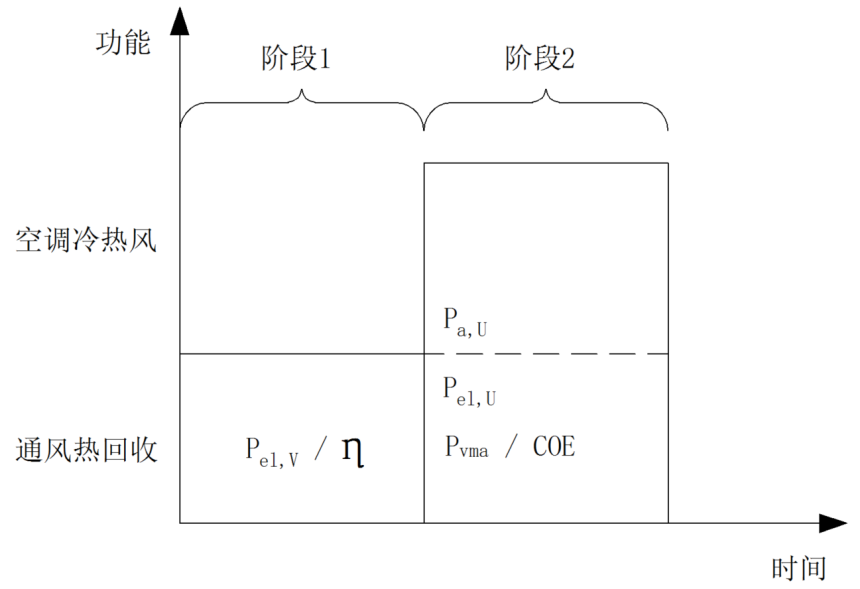 功能
阶段1
阶段2
空调冷热风
Pa,U
Pel,U
通风热回收
Pel,V / η
Pvma / COE
时间